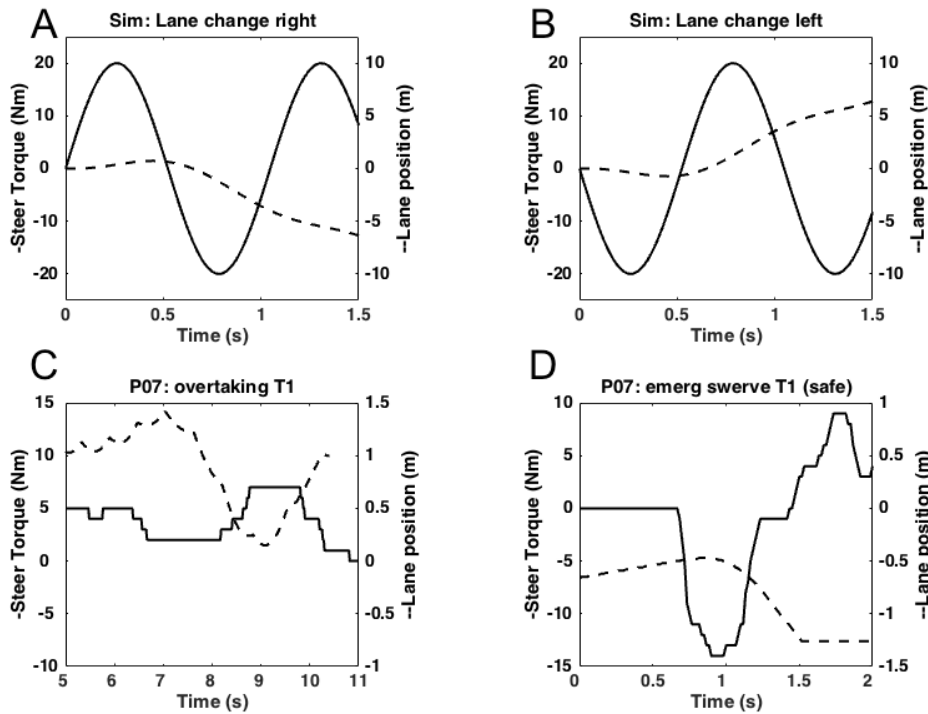 A
Sim: Lane change right
-Steer Torque (Nm)
20
10
0
-10
-20
10
5
0
-5
-10
--Lane position (m)
0 0.5 1 1.5
Time (s)
B
Sim: Lane change left
-Steer Torque (Nm)
20
10
0
-10
-20
10
5
0
-5
-10
--Lane position (m)
0 0.5 1 1.5
Time (s)
C
P07: overtaking T1
-Steer Torque (Nm)
15
10
5
0
-5
-10
1.5
1
0.5
0
-0.5
-1
--Lane position (m)
5 6 7 8 9 10 11
Time (s)
D
P07: emerg swerve T1 (safe)
-Steer Torque (Nm)
10
5
0
-5
-10
-15
1
0.5
0
-0.5
-1
-1.5
--Lane position (m)
0 0.5 1 1.5 2
Time (s)